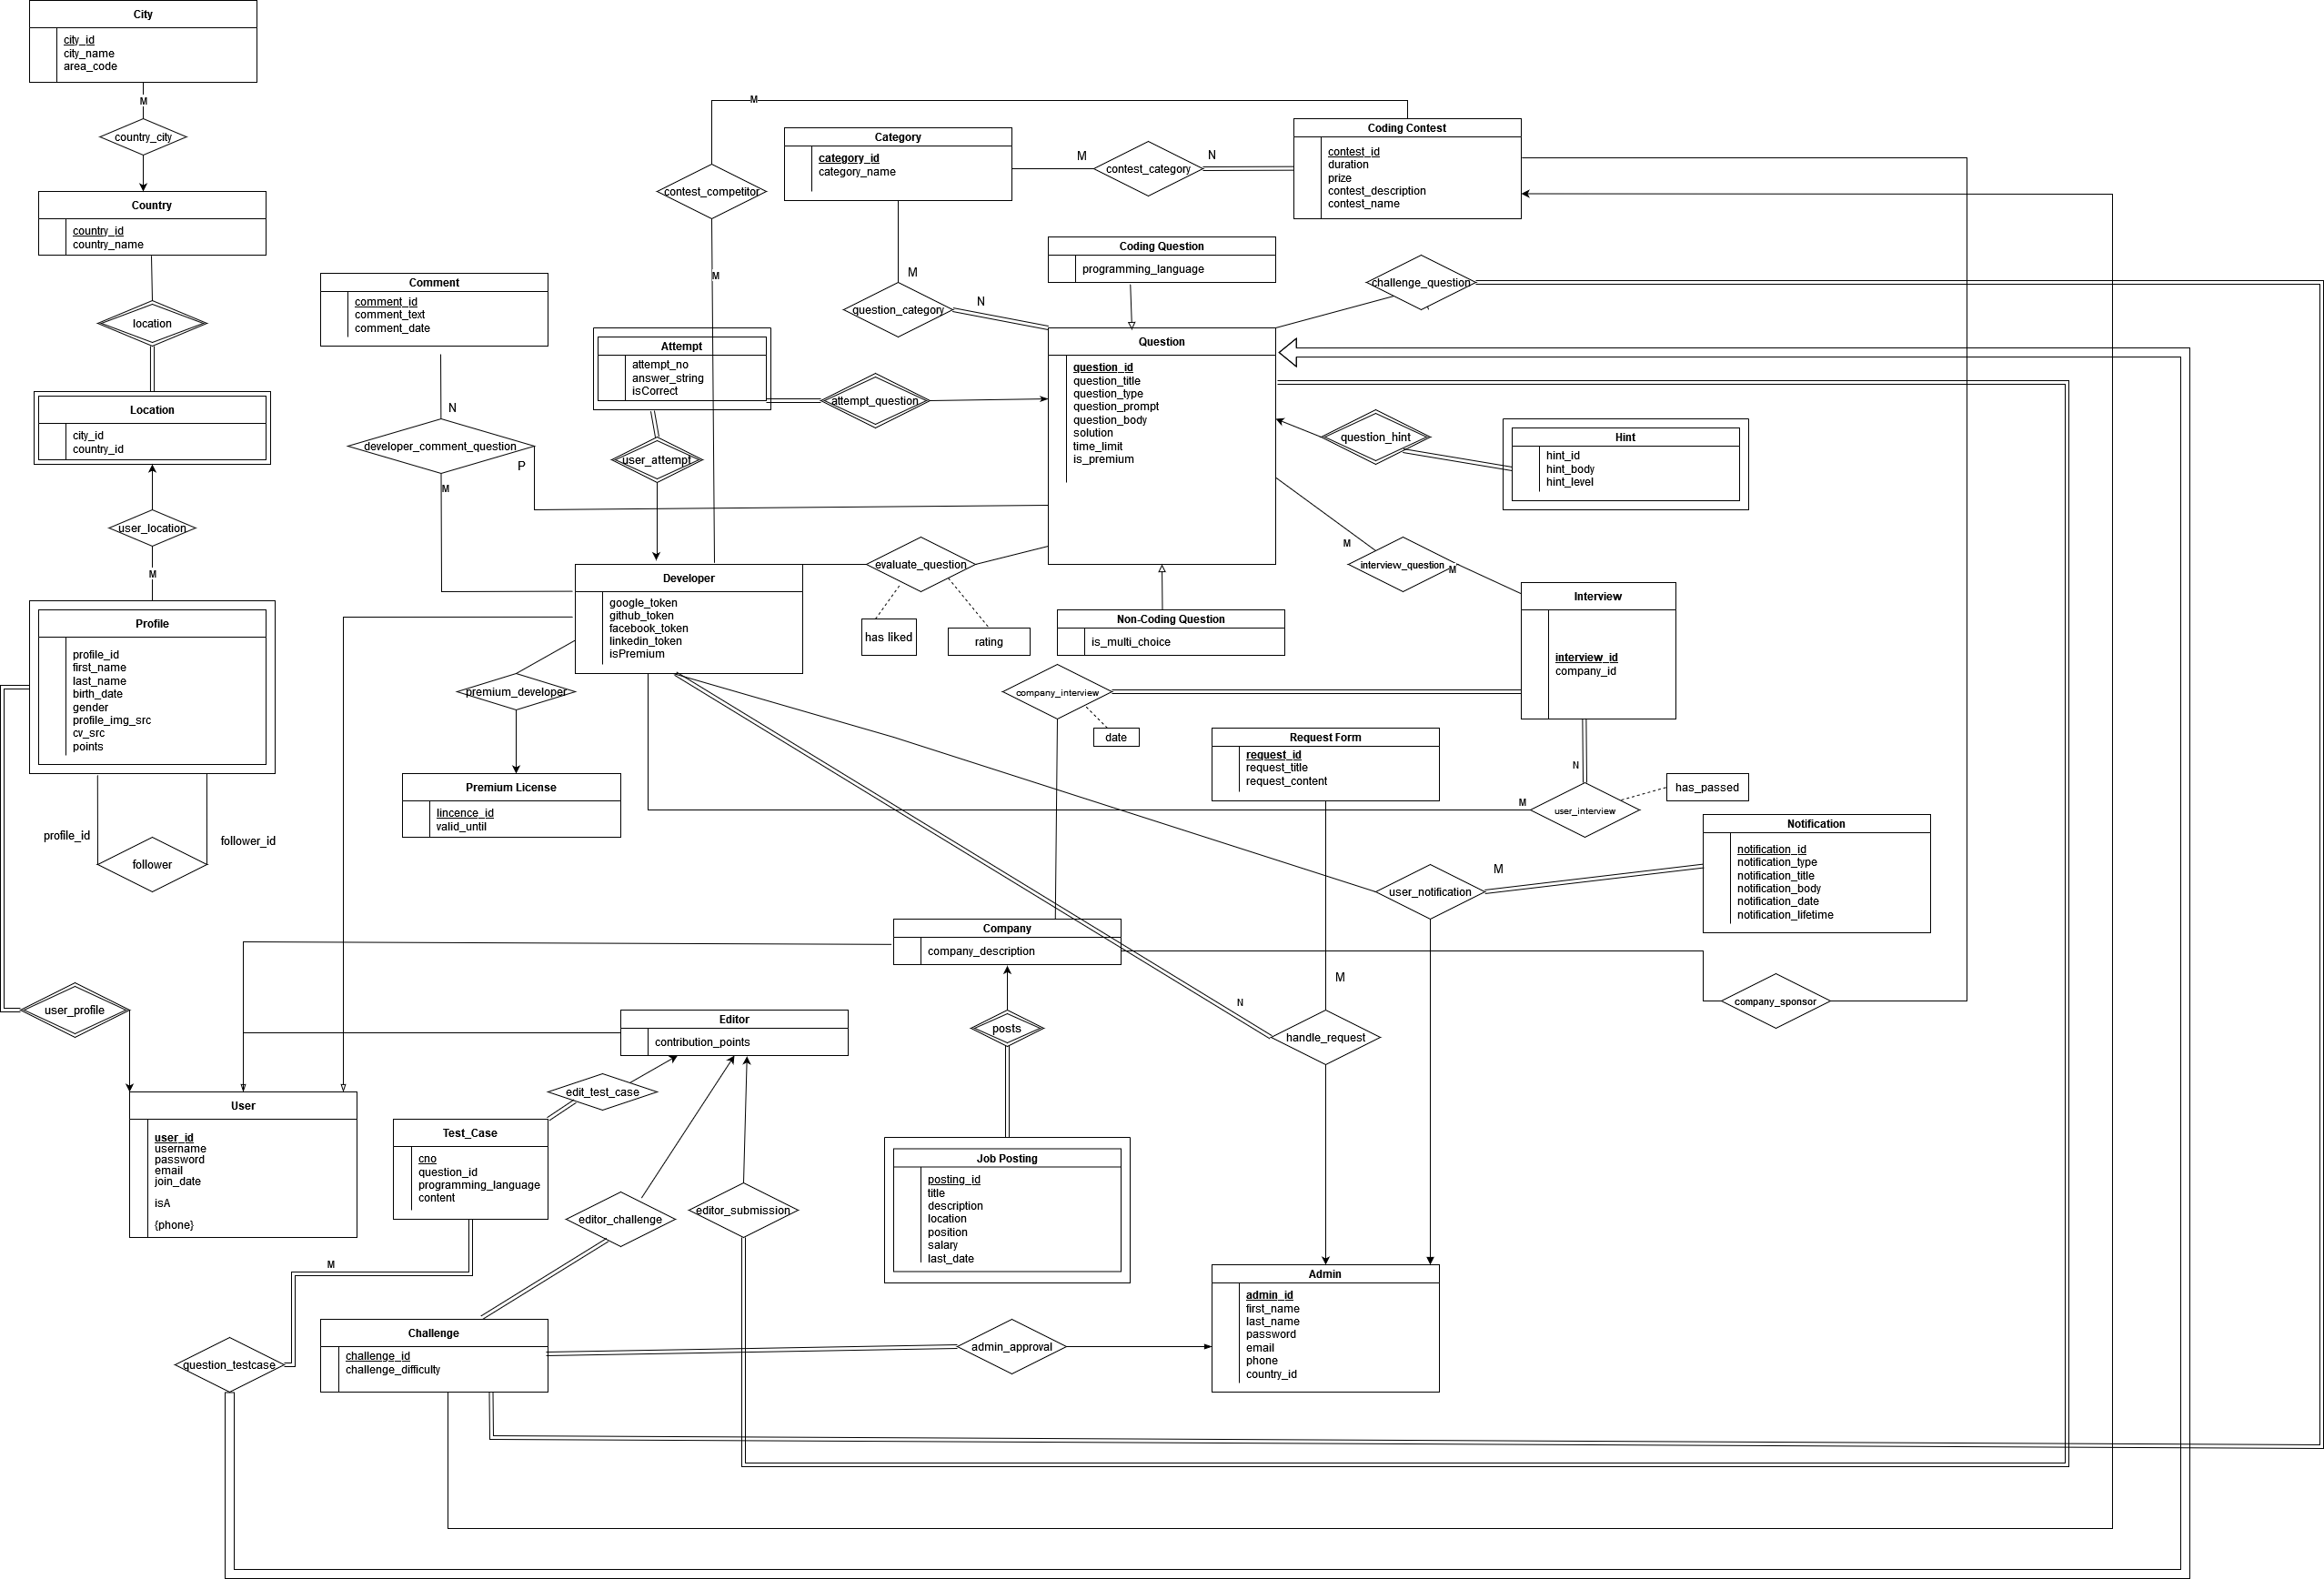 City
city_id
city_name
area_code
M
country_city
Country
country_id
country_name
location
Location
city_id
country_id
user_location
M
Profile
profile_id
first_name
last_name
birth_date
gender
profile_img_src
cv_src
points
profile_id
follower_id
follower
user_profile
User
user_id
username
password
email
join_date
isA
{phone}
Comment
comment_id
comment_text
comment_date
N
developer_comment_question
P
M
Attempt
attempt_no
answer_string
isCorrect
attempt_question
user_attempt
M
contest_competitor
M
Category
category_id
category_name
M
contest_category
N
Coding Contest
contest_id
duration
prize
contest_description
contest_name
M
question_category
N
Coding Question
programming_language
challenge_question
Question
question_id
question_title
question_type
question_prompt
question_body
solution
time_limit
is_premium
question_hint
Hint
hint_id
hint_body
hint_level
Developer
google_token
github_token
facebook_token
linkedin_token
isPremium
evaluate_question
has liked
rating
Non-Coding Question
is_multi_choice
M
interview_question
M
Interview
interview_id
company_id
premium_developer
Premium License
lincence_id
valid_until
company_interview
date
Request Form
request_id
request_title
request_content
N
M
user_interview
has_passed
Notification
notification_id
notification_type
notification_title
notification_body
notification_date
notification_lifetime
user_notification
M
Company
company_description
company_sponsor
M
N
handle_request
posts
Editor
contribution_points
edit_test_case
Test_Case
cno
question_id
programming_language
content
editor_challenge
editor_submission
Job Posting
posting_id
title
description
location
position
salary
last_date
M
question_testcase
Challenge
challenge_id
challenge_difficulty
admin_approval
Admin
admin_id
first_name
last_name
password
email
phone
country_id